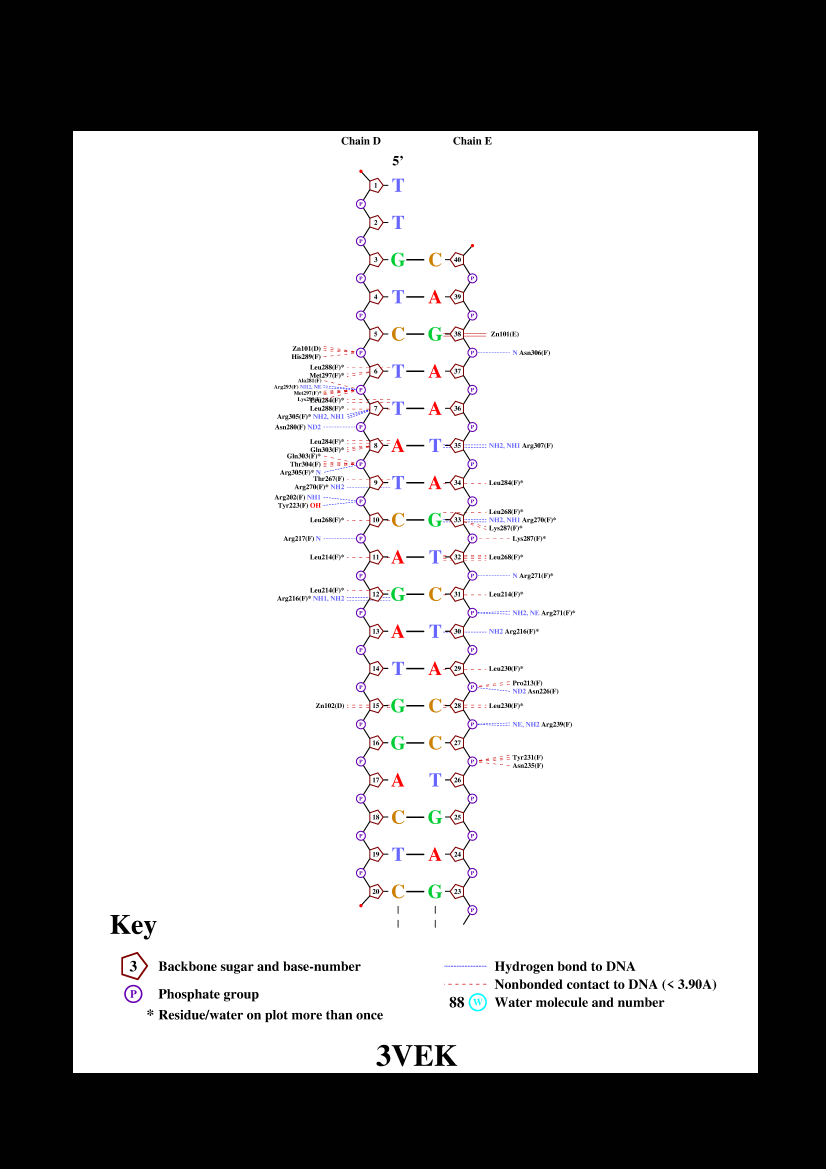 Chain D Chain E
5’
1 T
P
2 T
P
3 G C 40
P P
4 T A 39
P P
5 C G 38 Zn101(E)
Zn101(D)
His289(F) P P N Asn306(F)
Leu288(F)*
6 T A 37
Met297(F)*
Ala281(F)
Arg293(F) NH2, NE P P
Met297(F)*
Leu284(F)*
Leu288(F)* 7 T A 36
Arg305(F)* NH2, NH1
Asn280(F) ND2 P P
Leu284(F)*
8 A T 35 NH2, NH1 Arg307(F)
Gln303(F)*
Gln303(F)*
Thr304(F) P P
Arg305(F)* N
Thr267(F)
9 T A 34 Leu284(F)*
Arg270(F)* NH2
Arg202(F) NH1 P P
Tyr223(F) OH
Leu268(F)*
Leu268(F)* 10 C G 33 NH2, NH1 Arg270(F)*
Lys287(F)*
Arg217(F) N P P Lys287(F)*
Leu214(F)* 11 A T 32 Leu268(F)*
P P N Arg271(F)*
Leu214(F)*
12 G C 31 Leu214(F)*
Arg216(F)* NH1, NH2
P P NH2, NE Arg271(F)*
13 A T 30 NH2 Arg216(F)*
P P
14 T A 29 Leu230(F)*
P P Pro213(F)
ND2 Asn226(F)
Zn102(D) 15 G C 28 Leu230(F)*
P P NE, NH2 Arg239(F)
16 G C 27
P P Tyr231(F)
Asn235(F)
17 A T 26
P P
18 C G 25
P P
19 T A 24
P P
20 C G 23
P
Key
3 Backbone sugar and base-number
P Phosphate group
* Residue/water on plot more than once
Hydrogen bond to DNA
Nonbonded contact to DNA (< 3.90A)
88 W Water molecule and number
3VEK